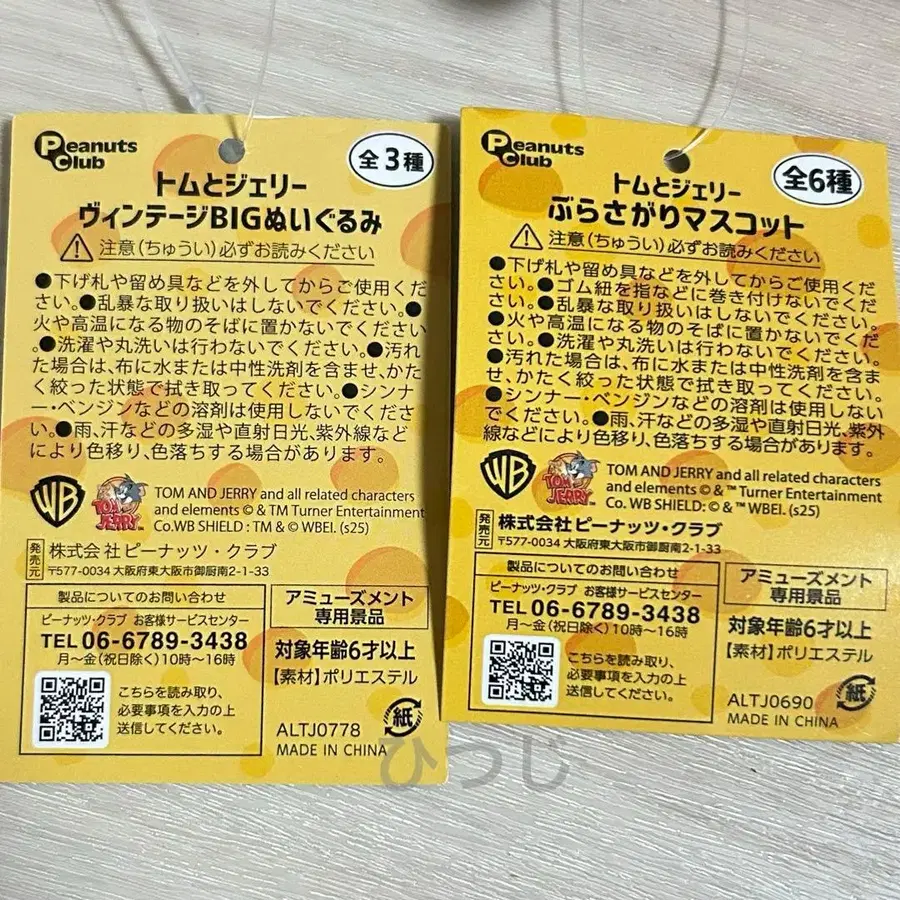 Peanuts Club
全3種
トムとジェリー
ヴィンテージBIGぬいぐるみ
注意(ちゅうい)必ずお読みください
●下げ札や留め具などを外してからご使用くだ
さい。●乱暴な取り扱いはしないでください。●
火や高温になる物のそばに置かないでください
。●洗濯や丸洗いは行わないでください。●汚れ
た場合は、布に水または中性洗剤を含ませ、かた
く絞った状態で拭き取ってください。●シンナ
ー・ベンジンなどの溶剤は使用しないでくださ
い。●雨、汗などの多湿や直射日光、紫外線など
により色移り、色落ちする場合があります。
WB
TOM AND JERRY
TOM AND JERRY and all related characters
and elements © & TM Turner Entertainment
Co.WB SHIELD : TM & © WBEI. (s25)
発売元
株式会社ピーナッツ・クラブ
〒577-0034 大阪府東大阪市御厨南2-1-33
製品についてのお問い合わせ
ピーナッツ・クラブ お客様サービスセンター
TEL 06-6789-3438
月~金(祝日除く)10時~16時
こちらを読み取り、
必要事項を入力の上
送信してください。
アミューズメント
専用景品
対象年齢6才以上
【素材】ポリエステル
ALTJ0778
MADE IN CHINA
紙
Peanuts Club
全6種
トムとジェリー
ぶらさがりマスコット
注意(ちゅうい)必ずお読みください
●下げ札や留め具などを外してからご使用くだ
さい。●ゴム紐を指などに巻き付けないでくだ
さい。●乱暴な取り扱いはしないでください。
●火や高温になる物のそばに置かないでくだ
さい。●洗濯や丸洗いは行わないでください。
●汚れた場合は、布に水または中性洗剤を含ま
せ、かたく絞った状態で拭き取ってください。
●シンナー・ベンジンなどの溶剤は使用しない
でください。●雨、汗などの多湿や直射日光、紫外
線などにより色移り、色落ちする場合があります。
WB
TOM AND JERRY
TOM AND JERRY and all related characters
and elements © & ™ Turner Entertainment
Co. WB SHIELD: © & ™ WBEI. (s25)
発売元
株式会社ピーナッツ・クラブ
〒577-0034 大阪府東大阪市御厨南2-1-33
製品についてのお問い合わせ
ピーナッツ・クラブ お客様サービスセンター
TEL 06-6789-3438
月~金(祝日除く)10時~16時
こちらを読み取り、
必要事項を入力の上
送信してください。
アミューズメント
専用景品
対象年齢6才以上
【素材】ポリエステル
ALTJ0690
MADE IN CHINA
紙
ひつじ